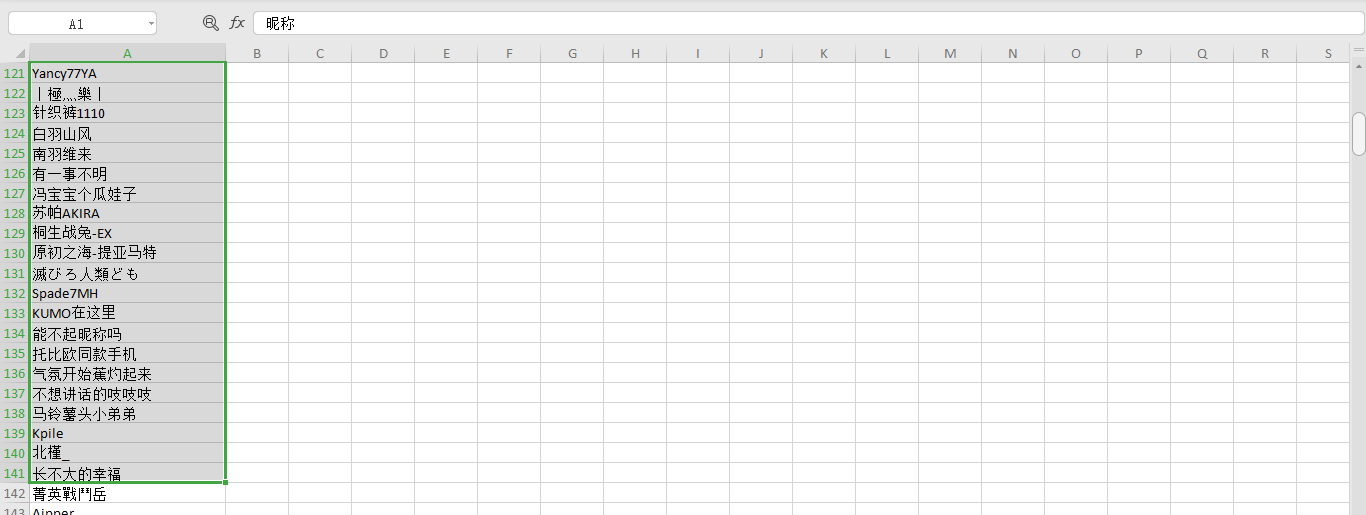 A1 fx 昵称
A B C D E F G H I J K L M N O P Q R S
121 Yancy77YA
122 丨極灬樂丨
123 针织裤1110
124 白羽山风
125 南羽维来
126 有一事不明
127 冯宝宝个瓜娃子
128 苏帕AKIRA
129 桐生战兔-EX
130 原初之海-提亚马特
131 滅びろ人類ども
132 Spade7MH
133 KUMO在这里
134 能不起昵称吗
135 托比欧同款手机
136 气氛开始蕉灼起来
137 不想讲话的吱吱吱
138 马铃薯头小弟弟
139 Kpile
140 北槿_
141 长不大的幸福
142 菁英戰鬥岳
143 Ainner